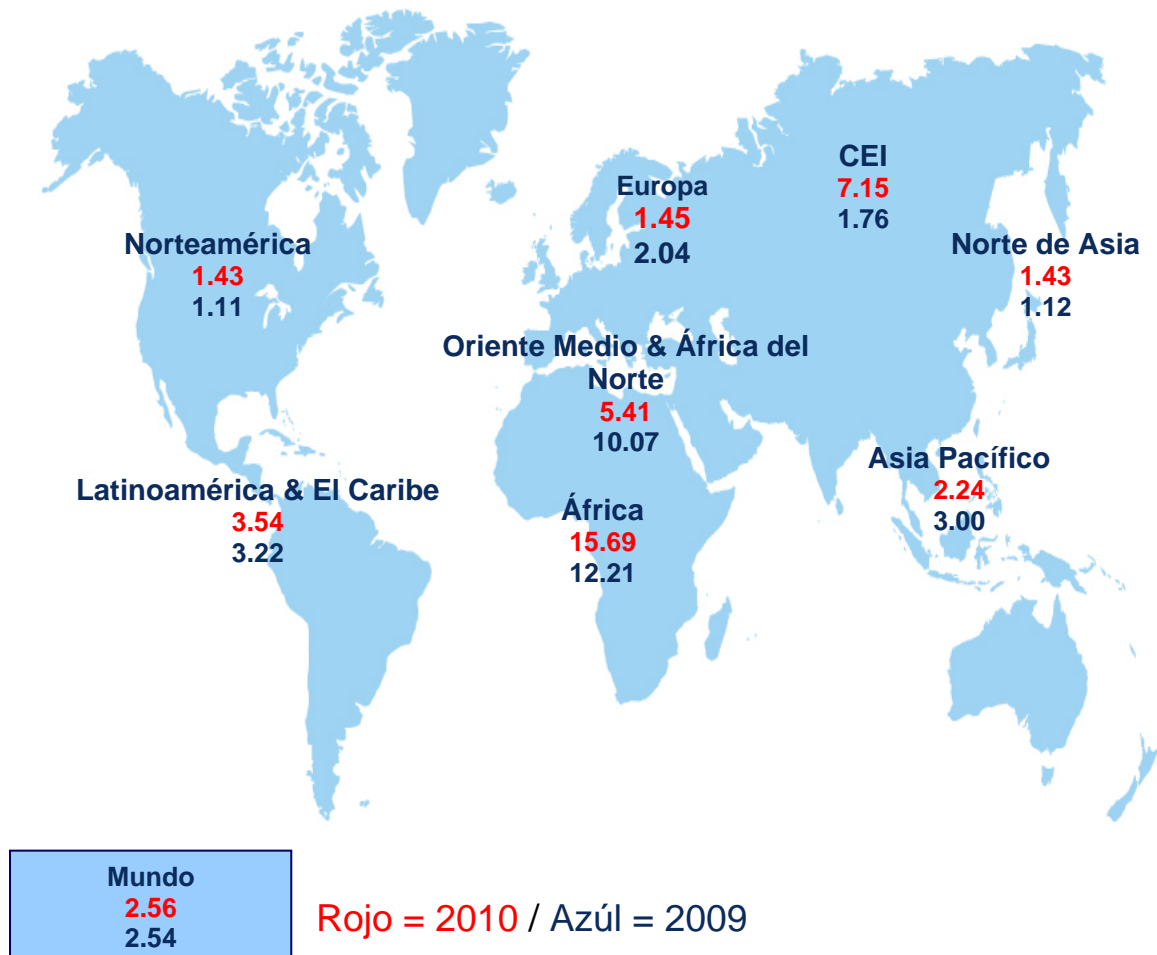 CEI
7.15
1.76
Europa
1.45
2.04
Norteamérica
1.43
1.11
Norte de Asia
1.43
1.12
Oriente Medio & África del
Norte
5.41
10.07
Asia Pacífico
2.24
3.00
Latinoamérica & El Caribe
3.54
3.22
África
15.69
12.21
Mundo
2.56
2.54
Rojo = 2010 / Azúl = 2009